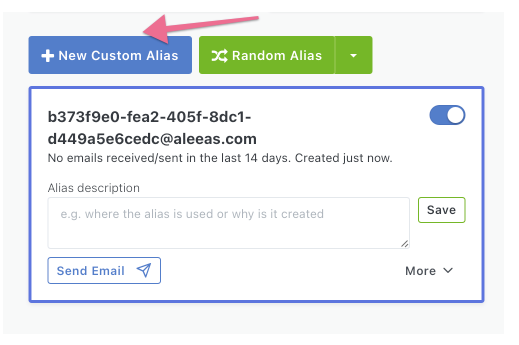 New Custom Alias Random Alias
b373f9e0-fea2-405f-8dc1-
d449a5e6cedc@aleeas.com
No emails received/sent in the last 14 days. Created just now.
Alias description
e.g. where the alias is used or why is it created
Save
Send Email
More